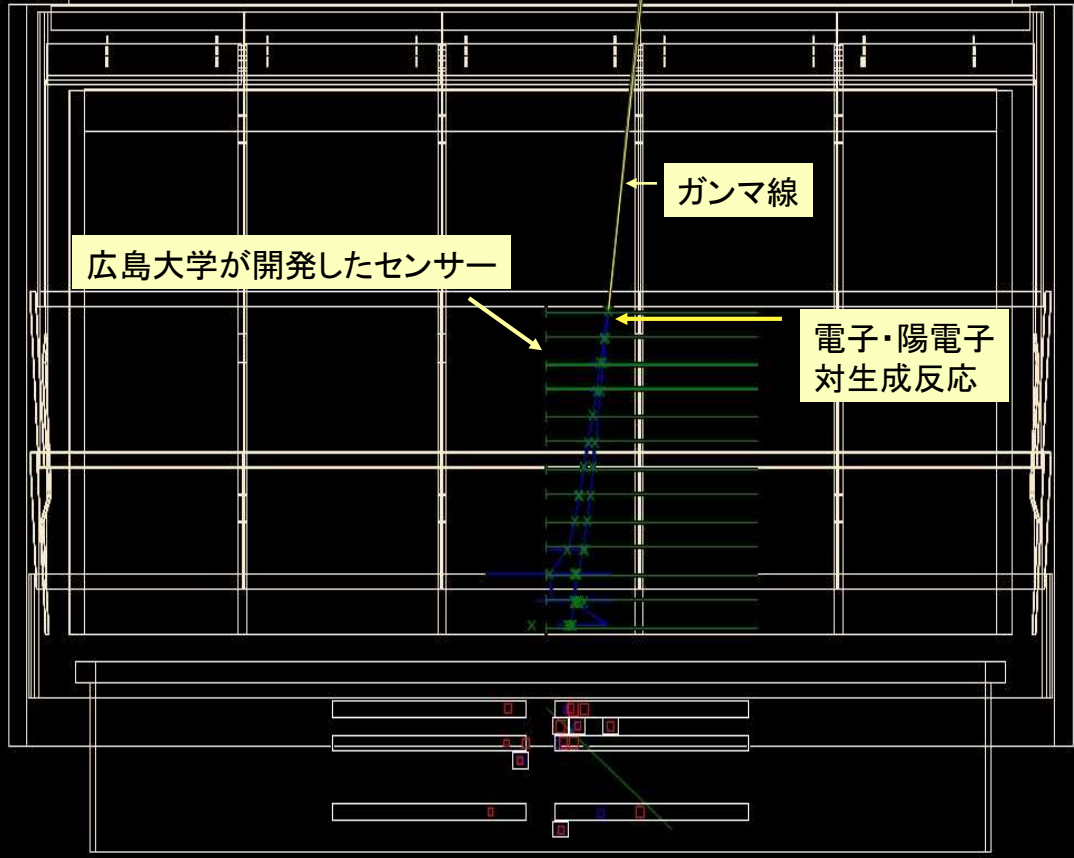 ガンマ線
広島大学が開発したセンサー
電子・陽電子
対生成反応